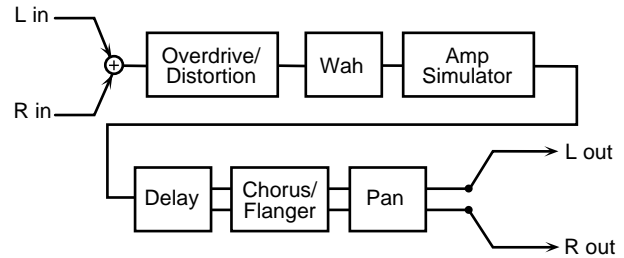 L in
R in
+
Overdrive/
Distortion
Wah
Amp
Simulator
Delay
Chorus/
Flanger
Pan
L out
R out